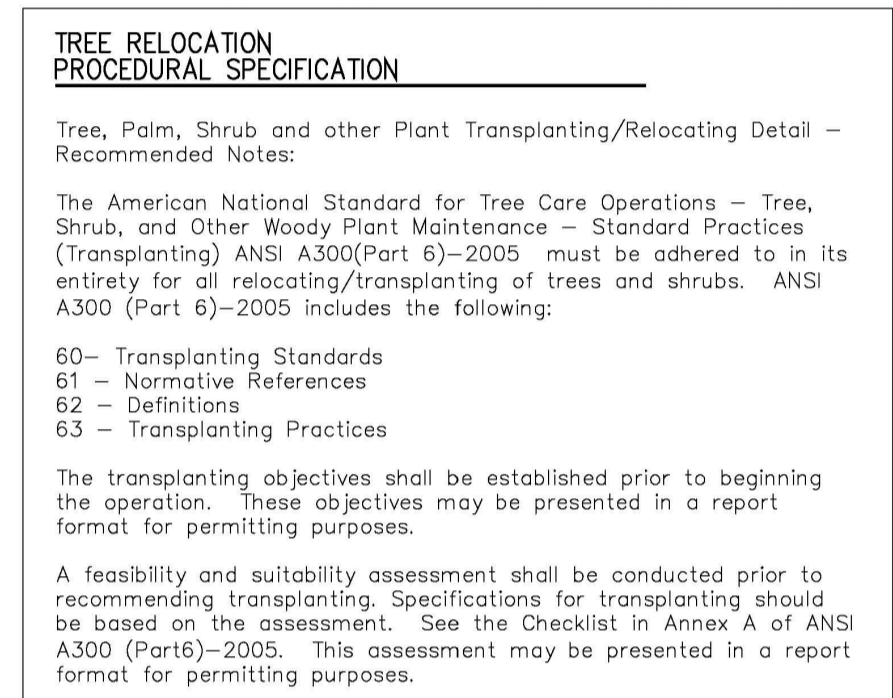 TREE RELOCATION
PROCEDURAL SPECIFICATION
Tree, Palm, Shrub and other Plant Transplanting/Relocating Detail –
Recommended Notes:
The American National Standard for Tree Care Operations – Tree,
Shrub, and Other Woody Plant Maintenance – Standard Practices
(Transplanting) ANSI A300(Part 6)–2005  must be adhered to in its
entirety for all relocating/transplanting of trees and shrubs.  ANSI
A300 (Part 6)–2005 includes the following:
60– Transplanting Standards
61 – Normative References
62 – Definitions
63 – Transplanting Practices
The transplanting objectives shall be established prior to beginning
the operation.  These objectives may be presented in a report
format for permitting purposes.
A feasibility and suitability assessment shall be conducted prior to
recommending transplanting. Specifications for transplanting should
be based on the assessment.  See the Checklist in Annex A of ANSI
A300 (Part6)–2005.  This assessment may be presented in a report
format for permitting purposes.